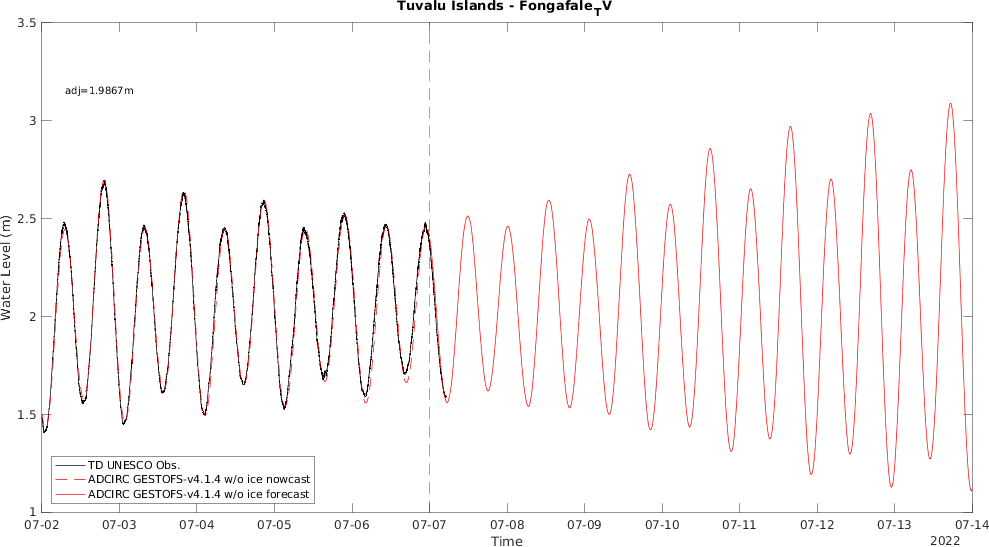 Tuvalu Islands - Fongafale_TV
3.5
adj=1.9867m
3
2.5
Water Level (m)
2
1.5
TD UNESCO Obs.
ADCIRC GESTOFS-v4.1.4 w/o ice nowcast
ADCIRC GESTOFS-v4.1.4 w/o ice forecast
1
07-02 07-03 07-04 07-05 07-06 07-07 07-08 07-09 07-10 07-11 07-12 07-13 07-14
Time
2022